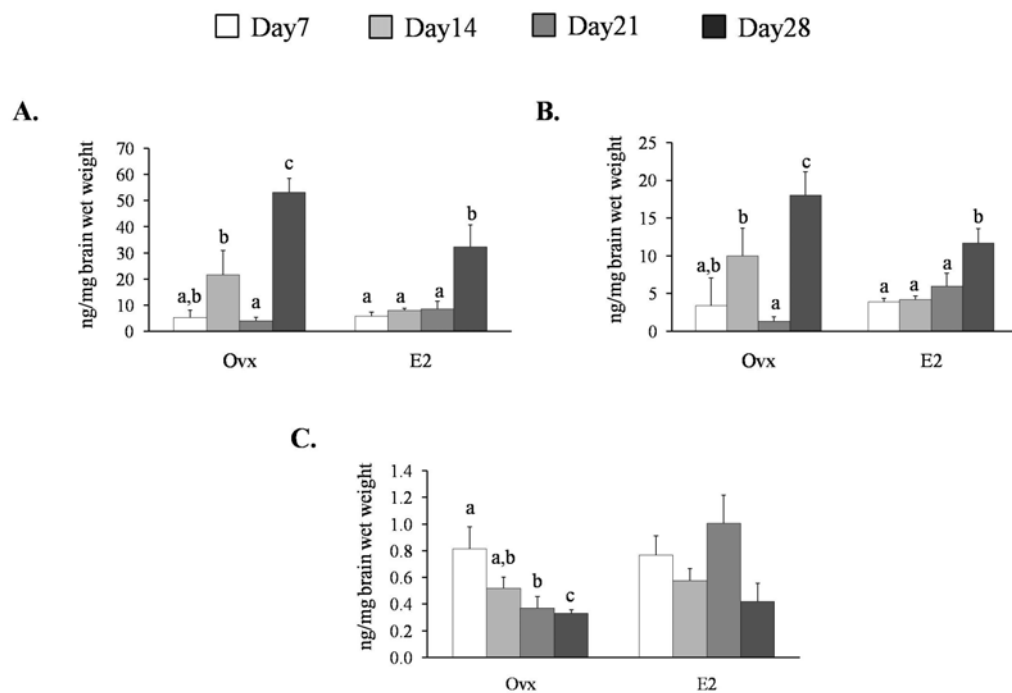 Day7 Day14 Day21 Day28
A.
ng/mg brain wet weight
70
60
50
40
30
20
10
0
a,b
b
a
c
a
a
a
b
Ovx E2
B.
ng/mg brain wet weight
25
20
15
10
5
0
a,b
b
a
c
a
a
a
b
Ovx E2
C.
ng/mg brain wet weight
1.4
1.2
1.0
0.8
0.6
0.4
0.2
0.0
a
a,b
b
c
Ovx E2